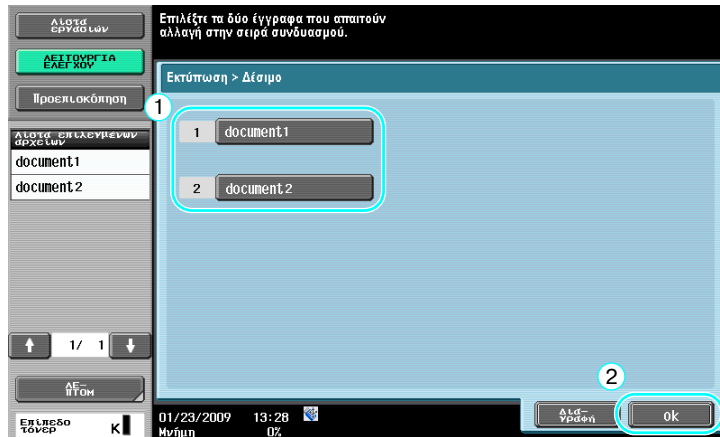 Λίστα
εργασιών
Επιλέξτε τα δύο έγγραφα που απαιτούν
αλλαγή στην σειρά συνδυασμού.
ΛΕΙΤΟΥΡΓΙΑ
ΕΛΕΓΧΟΥ
Εκτύπωση > Δέσιμο
Προεπισκόπηση
1
1 document1
Λίστα επιλεγμένων
αρχείων
document1
document2
2 document2
1/ 1
ΛΕ-
ΠΤΟΜ
2
Δια-
γραφή
ok
Επίπεδο
τόνερ
K
01/23/2009 13:28
Μνήμη 0%